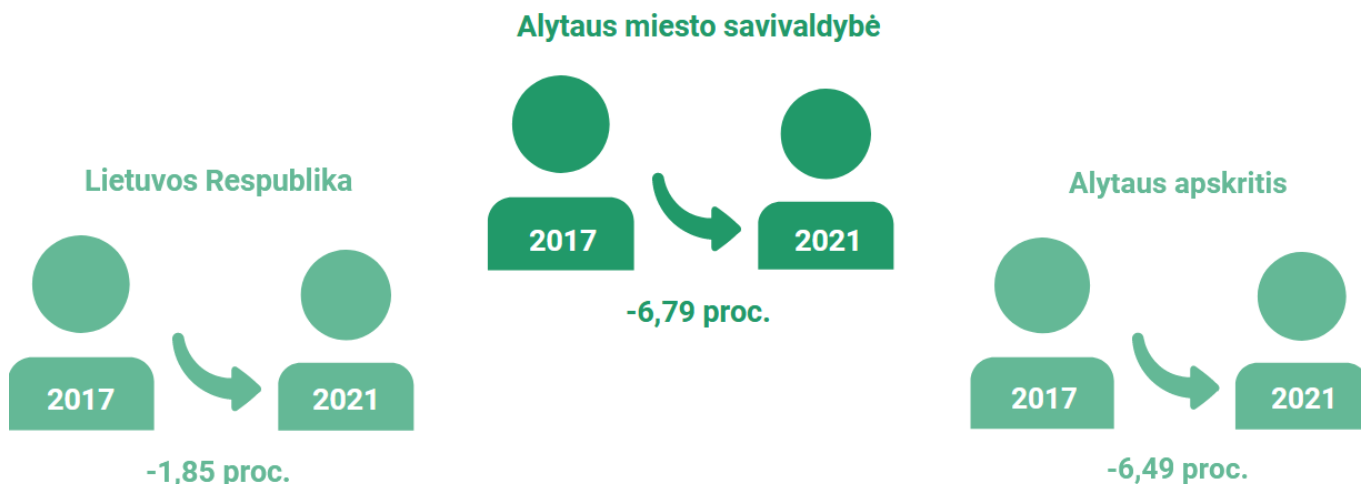 Alytaus miesto savivaldybė
2017
2021
-6,79 proc.
Lietuvos Respublika
2017
2021
-1,85 proc.
Alytaus apskritis
2017
2021
-6,49 proc.